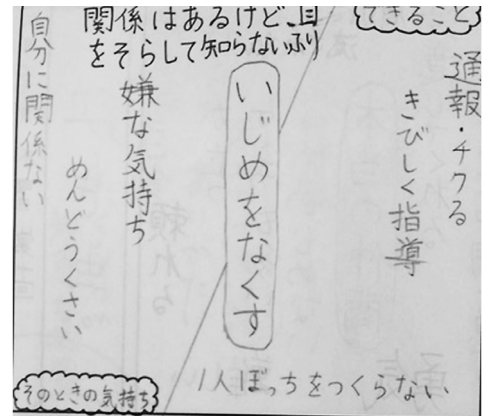 できること
通報・チクる
きびしく指導
1人ぼっちをつくらない
いじめをなくす
関係はあるけど、目
をそらして知らないふり
嫌な気持ち
めんどうくさい
自分に関係ない
そのときの気持ち